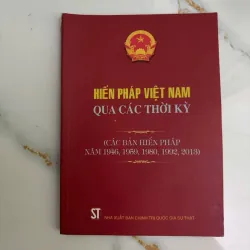 HIẾN PHÁP VIỆT NAM
QUA CÁC THỜI KỲ
(CÁC BẢN HIẾN PHÁP
NĂM 1946, 1959, 1980, 1992, 2013)
ST
NHÀ XUẤT BẢN CHÍNH TRỊ QUỐC GIA SỰ THẬT